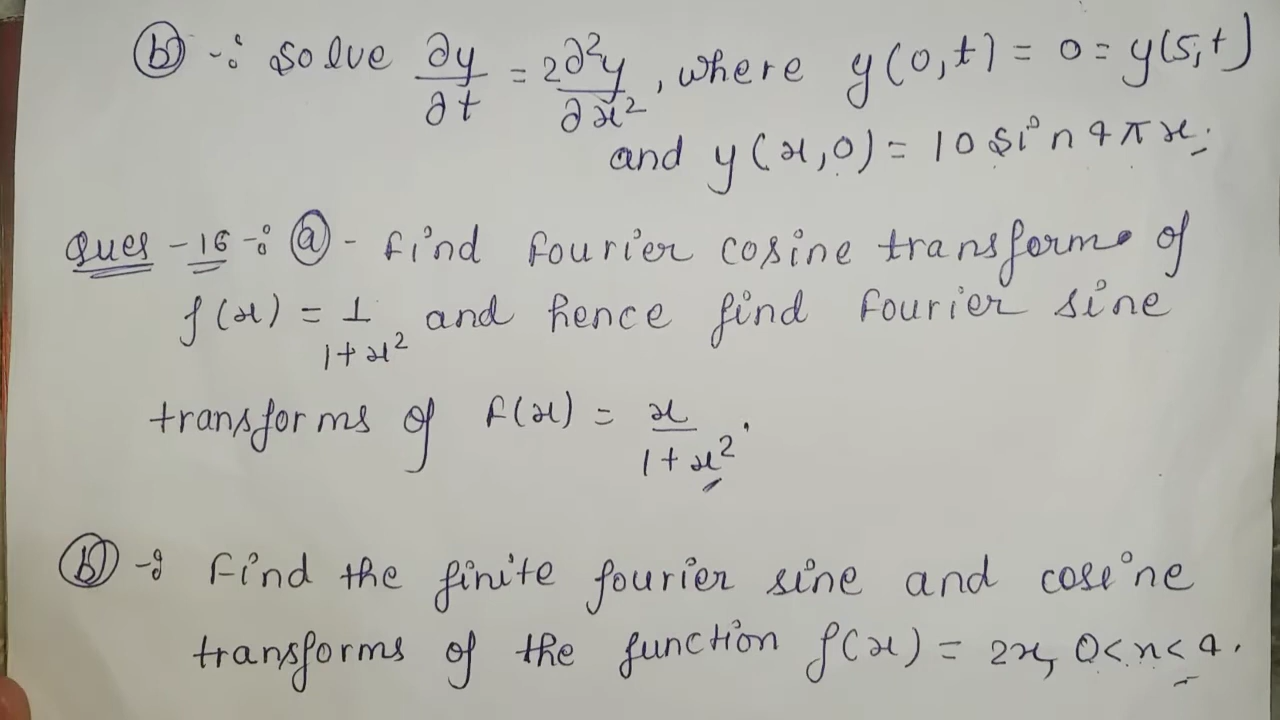 (b) -: Solve ∂y/∂t = 2∂²y/∂x², where y(0,t) = 0 = y(5,t)
and y(x,0) = 10 sin 4πx.
Ques - 16 -: (a) - Find Fourier cosine transforms of
f(x) = 1/(1+x²) and hence find Fourier sine
transforms of F(x) = x/(1+x²).
(b) -: Find the finite fourier sine and cosine
transforms of the function f(x) = 2x, 0<x<4.